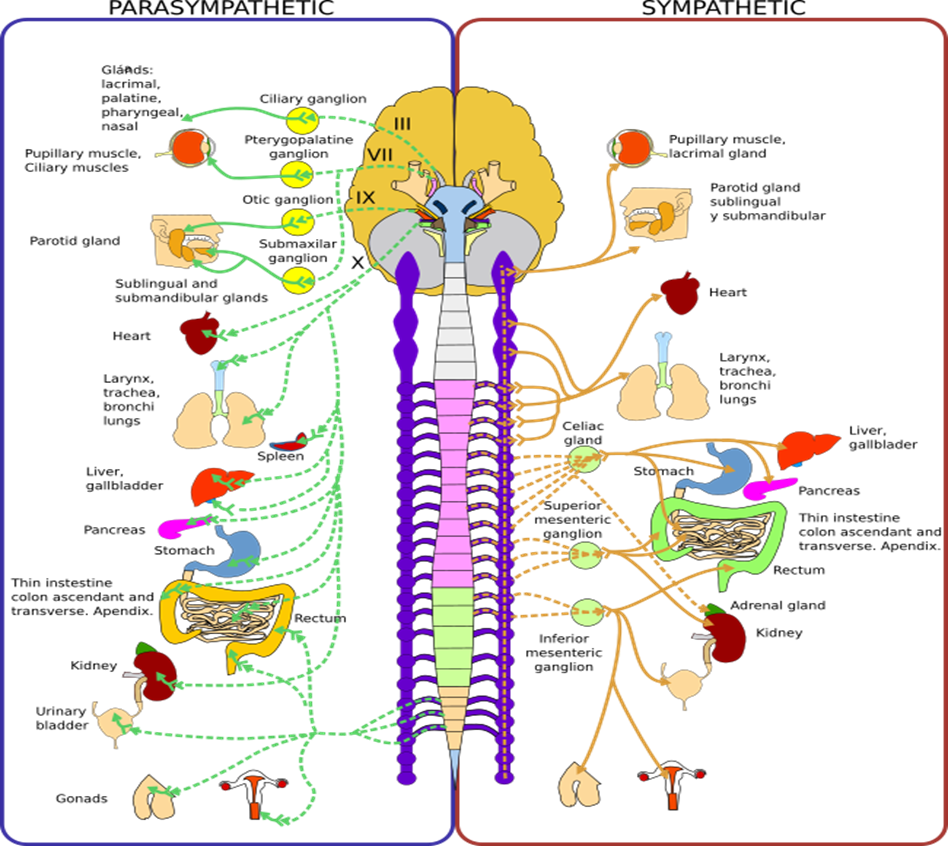 PARASYMPATHETIC
SYMPATHETIC
Glands:
lacrimal,
palatine,
pharyngeal,
nasal
Ciliary ganglion
III
Pterygopalatine
ganglion
VII
Pupillary muscle,
Ciliary muscles
Otic ganglion
IX
Parotid gland
Submaxilar
ganglion
X
Sublingual and
submandibular glands
Heart
Larynx,
trachea,
bronchi
lungs
Spleen
Liver,
gallbladder
Pancreas
Stomach
Thin instestine
colon ascendant and
transverse. Apendix.
Rectum
Kidney
Urinary
bladder
Gonads
Pupillary muscle,
lacrimal gland
Parotid gland
sublingual
y submandibular
Heart
Larynx,
trachea,
bronchi
lungs
Celiac
gland
Liver,
gallbladder
Stomach
Pancreas
Superior
mesenteric
ganglion
Thin instestine
colon ascendant and
transverse. Apendix.
Rectum
Adrenal gland
Kidney
Inferior
mesenteric
ganglion